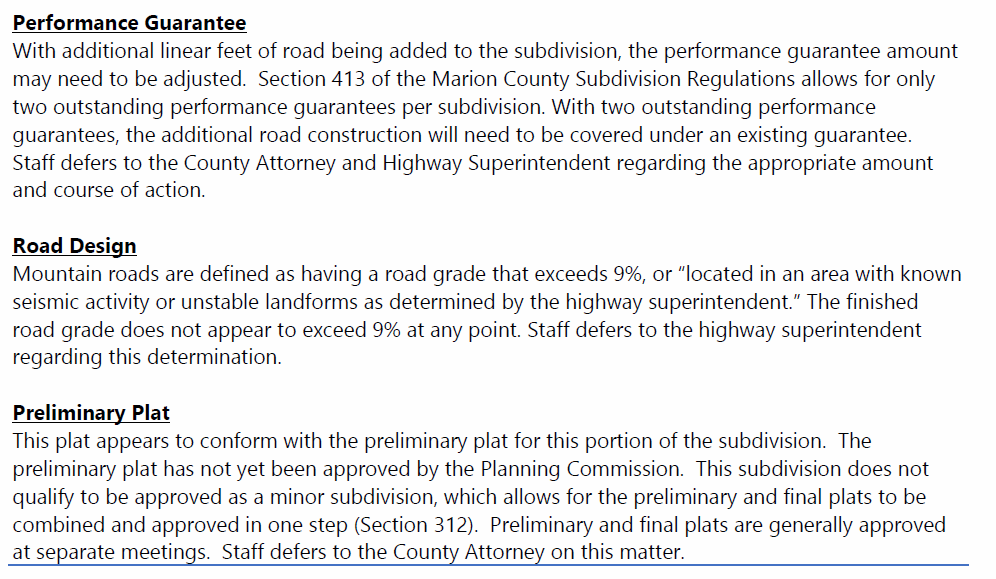 Performance Guarantee
With additional linear feet of road being added to the subdivision, the performance guarantee amount
may need to be adjusted.  Section 413 of the Marion County Subdivision Regulations allows for only
two outstanding performance guarantees per subdivision. With two outstanding performance
guarantees, the additional road construction will need to be covered under an existing guarantee.
Staff defers to the County Attorney and Highway Superintendent regarding the appropriate amount
and course of action.
Road Design
Mountain roads are defined as having a road grade that exceeds 9%, or “located in an area with known
seismic activity or unstable landforms as determined by the highway superintendent.” The finished
road grade does not appear to exceed 9% at any point. Staff defers to the highway superintendent
regarding this determination.
Preliminary Plat
This plat appears to conform with the preliminary plat for this portion of the subdivision.  The
preliminary plat has not yet been approved by the Planning Commission.  This subdivision does not
qualify to be approved as a minor subdivision, which allows for the preliminary and final plats to be
combined and approved in one step (Section 312).  Preliminary and final plats are generally approved
at separate meetings.  Staff defers to the County Attorney on this matter.